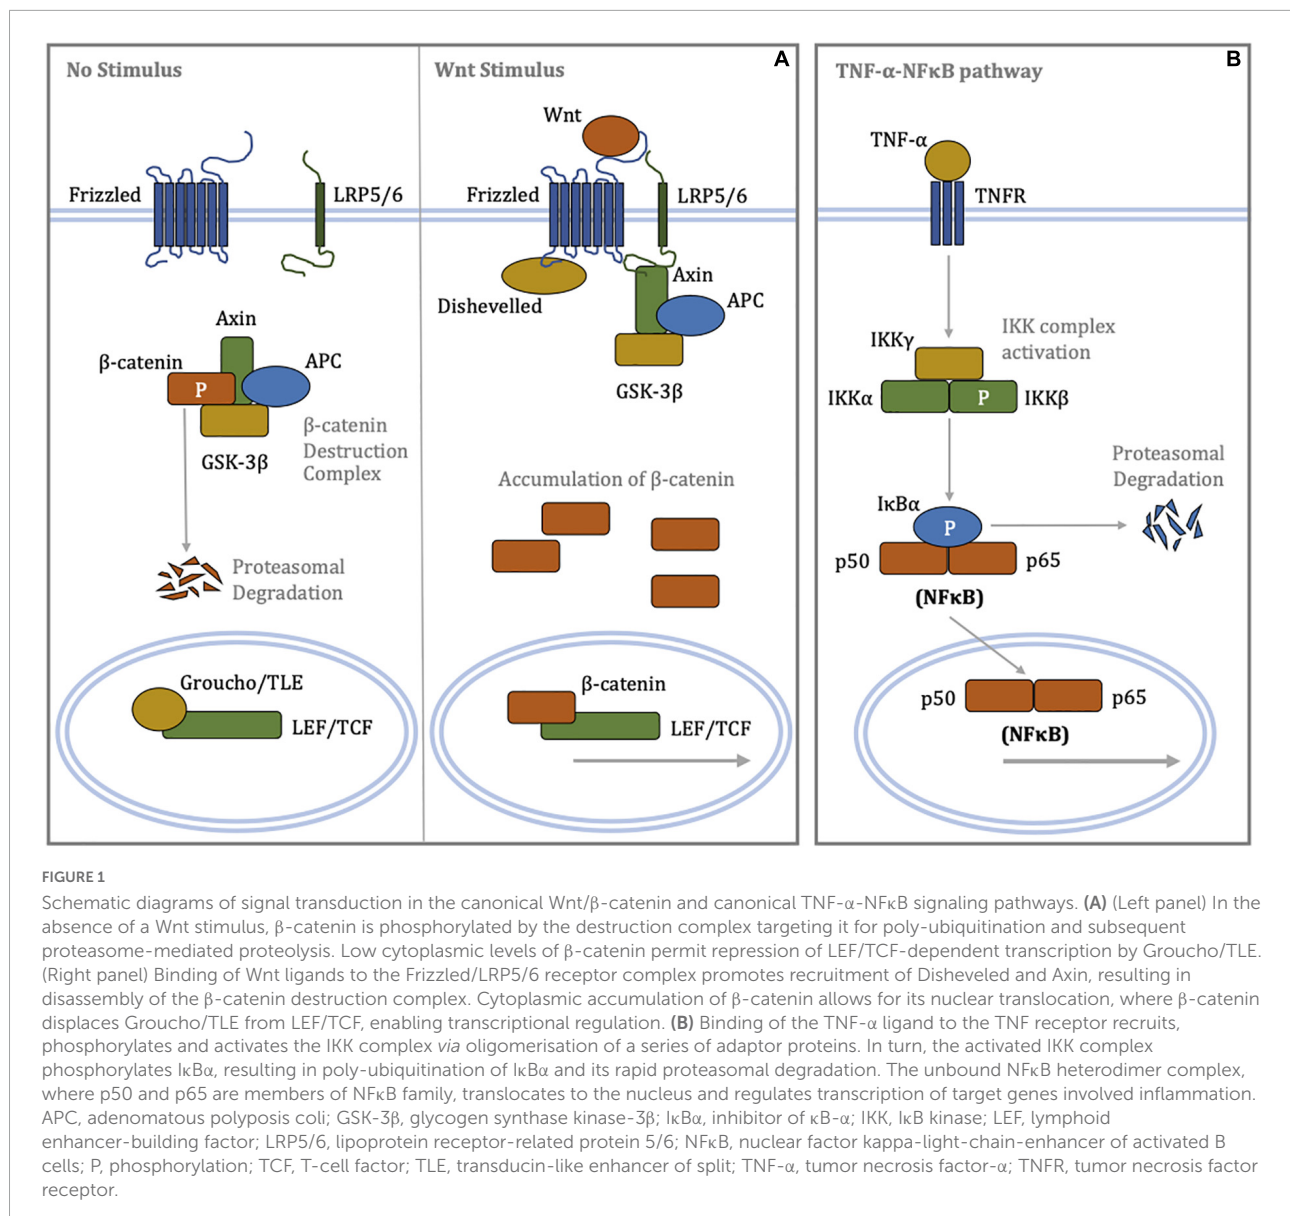 No Stimulus
Wnt Stimulus
A
Wnt
Frizzled
LRP5/6
Frizzled
LRP5/6
Axin
Dishevelled
APC
GSK-3β
Axin
β-catenin
APC
P
GSK-3β
β-catenin
Destruction
Complex
Accumulation of β-catenin
Proteasomal
Degradation
Groucho/TLE
LEF/TCF
β-catenin
LEF/TCF
B
TNF-α-NFκB pathway
TNF-α
TNFR
IKKγ
IKK complex
activation
IKKα
P
IKKβ
Proteasomal
Degradation
IκBα
P
p50
p65
(NFκB)
p50
p65
(NFκB)
FIGURE 1
Schematic diagrams of signal transduction in the canonical Wnt/β-catenin and canonical TNF-α-NFκB signaling pathways. (A) (Left panel) In the
absence of a Wnt stimulus, β-catenin is phosphorylated by the destruction complex targeting it for poly-ubiquitination and subsequent
proteasome-mediated proteolysis. Low cytoplasmic levels of β-catenin permit repression of LEF/TCF-dependent transcription by Groucho/TLE.
(Right panel) Binding of Wnt ligands to the Frizzled/LRP5/6 receptor complex promotes recruitment of Disheveled and Axin, resulting in
disassembly of the β-catenin destruction complex. Cytoplasmic accumulation of β-catenin allows for its nuclear translocation, where β-catenin
displaces Groucho/TLE from LEF/TCF, enabling transcriptional regulation. (B) Binding of the TNF-α ligand to the TNF receptor recruits,
phosphorylates and activates the IKK complex via oligomerisation of a series of adaptor proteins. In turn, the activated IKK complex
phosphorylates IκBα, resulting in poly-ubiquitination of IκBα and its rapid proteasomal degradation. The unbound NFκB heterodimer complex,
where p50 and p65 are members of NFκB family, translocates to the nucleus and regulates transcription of target genes involved inflammation.
APC, adenomatous polyposis coli; GSK-3β, glycogen synthase kinase-3β; IκBα, inhibitor of κB-α; IKK, IκB kinase; LEF, lymphoid
enhancer-building factor; LRP5/6, lipoprotein receptor-related protein 5/6; NFκB, nuclear factor kappa-light-chain-enhancer of activated B
cells; P, phosphorylation; TCF, T-cell factor; TLE, transducin-like enhancer of split; TNF-α, tumor necrosis factor-α; TNFR, tumor necrosis factor
receptor.